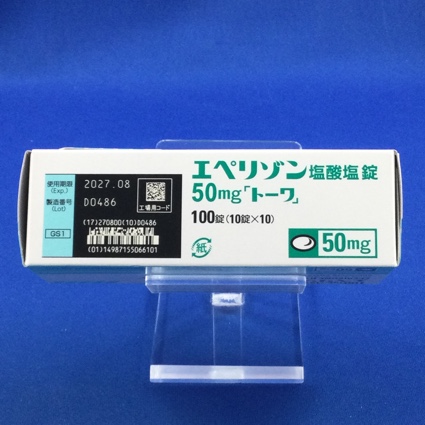 使用期限
(Exp.)
2027.08
製造番号
(Lot)
D0486
工場用コード
(17)270800(10)D0486
GS1
(01)14987155066101
エペリゾン塩酸塩錠
50mg「トーワ」
100錠(10錠×10)
紙
50mg